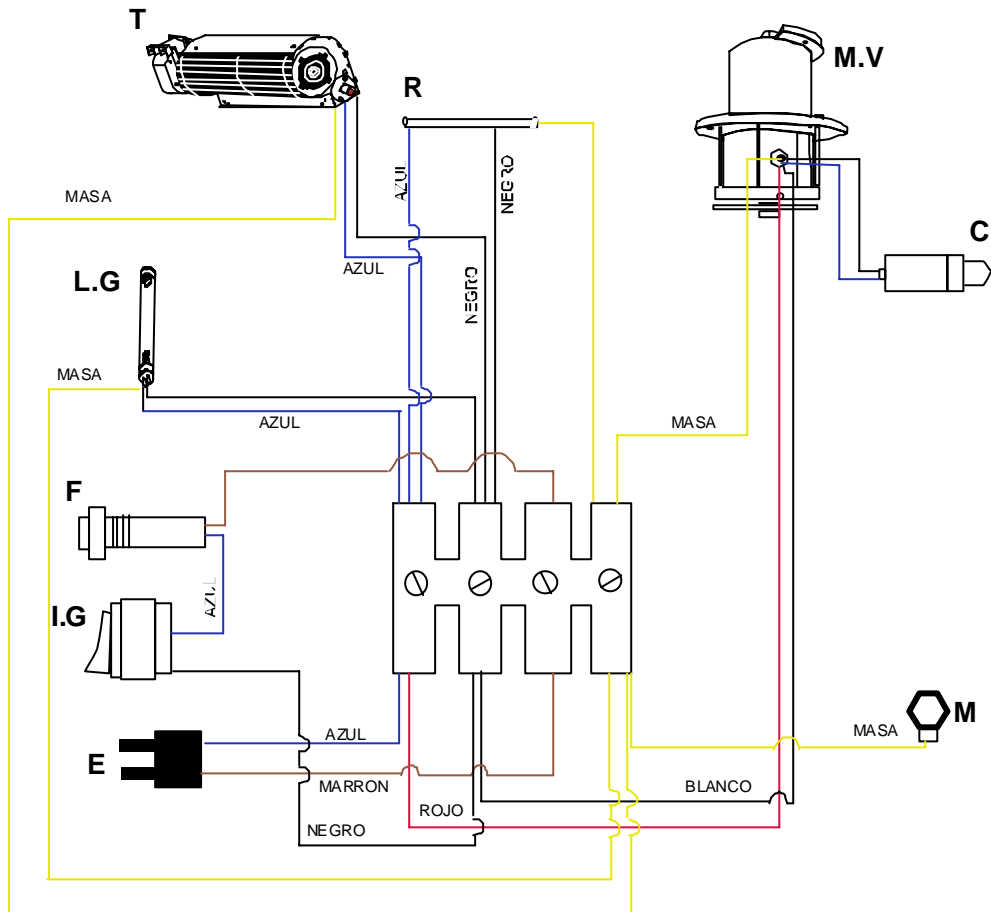 T
M.V
R
AZUL
NEGRO
MASA
C
AZUL
NEGRO
L.G
MASA
AZUL
MASA
F
AZUL
I.G
M
MASA
AZUL
E
MARRON
BLANCO
ROJO
NEGRO